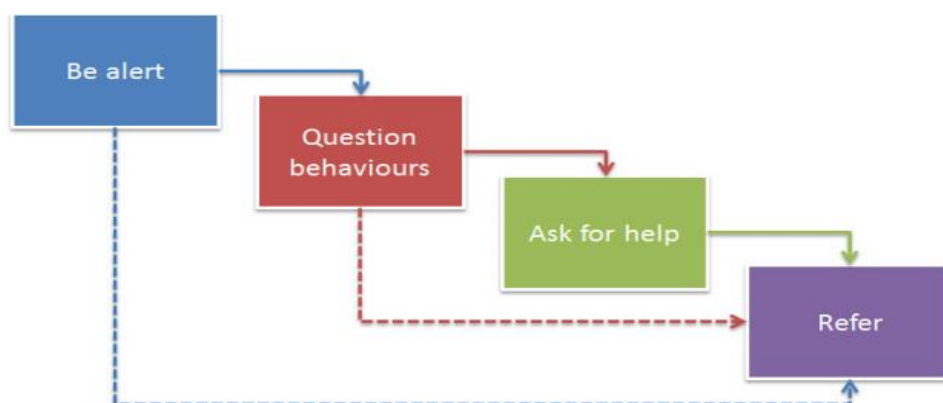 Be alert
Question
behaviours
Ask for help
Refer